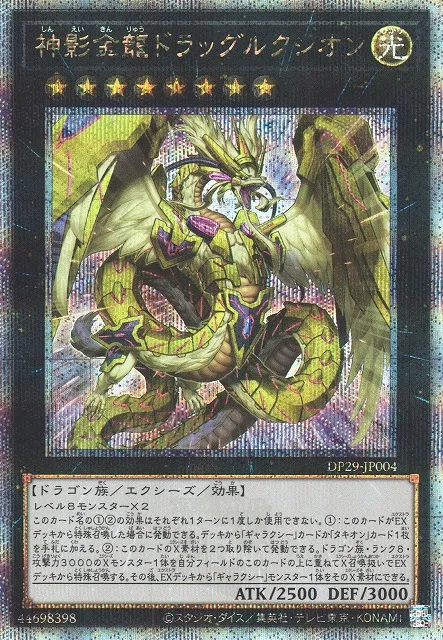 神影金龍ドラッグルクシオン
光
DP29-JP004
【ドラゴン族/エクシーズ/効果】
レベル8モンスター×2
このカード名の①②の効果はそれぞれ1ターンに1度しか使用できない。①:このカードがEX
デッキから特殊召喚した場合に発動できる。デッキから「ギャラクシー」カードか「タキオン」カード1枚
を手札に加える。②:このカードのX素材を2つ取り除いて発動できる。ドラゴン族・ランク8・
攻撃力3000のXモンスター1体を自分フィールドのこのカードの上に重ねてX召喚扱いでEX
デッキから特殊召喚する。その後、EXデッキから「ギャラクシー」モンスター1体をそのX素材にできる。
ATK/2500 DEF/3000
44698398
©スタジオ・ダイス/集英社・テレビ東京・KONAMI